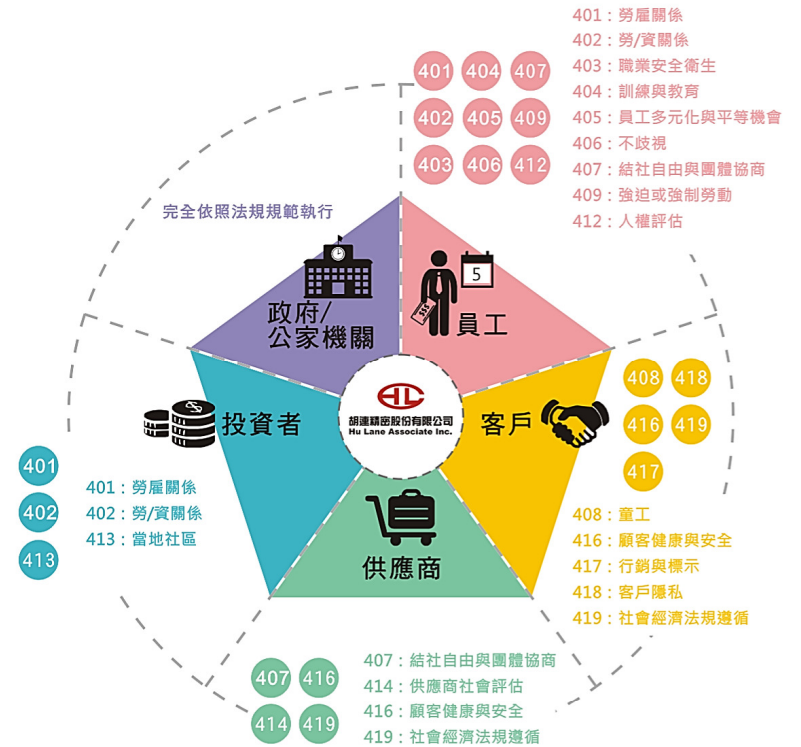 401：勞雇關係
402：勞/資關係
403：職業安全衛生
404：訓練與教育
405：員工多元化與平等機會
406：不歧視
407：結社自由與團體協商
409：強迫或強制勞動
412：人權評估
401 404 407
402 405 409
403 406 412
完全依照法規規範執行
政府/
公家機關
5
$$$
員工
HL
胡連精密股份有限公司
Hu Lane Associate Inc.
$
投資者
客戶
供應商
408 418
416 419
417
408：童工
416：顧客健康與安全
417：行銷與標示
418：客戶隱私
419：社會經濟法規遵循
401
402
413
401：勞雇關係
402：勞/資關係
413：當地社區
407 416
414 419
407：結社自由與團體協商
414：供應商社會評估
416：顧客健康與安全
419：社會經濟法規遵循